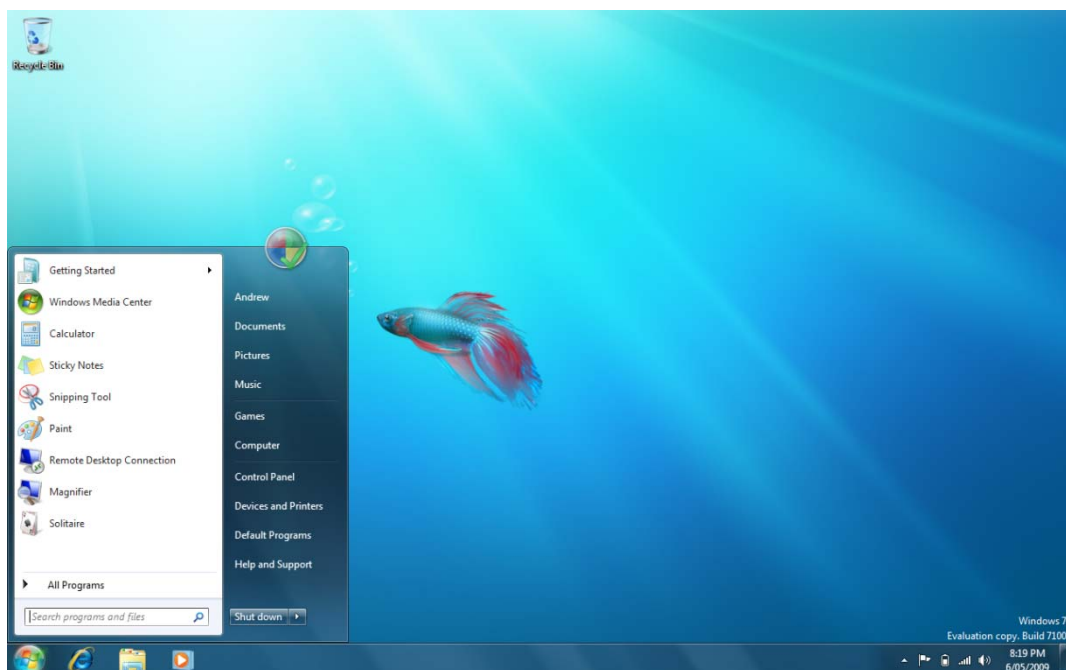 Recycle Bin
Getting Started
Windows Media Center
Calculator
Sticky Notes
Snipping Tool
Paint
Remote Desktop Connection
Magnifier
Solitaire
All Programs
Search programs and files
Andrew
Documents
Pictures
Music
Games
Computer
Control Panel
Devices and Printers
Default Programs
Help and Support
Shut down
Windows 7
Evaluation copy. Build 7100
8:19 PM
6/05/2009